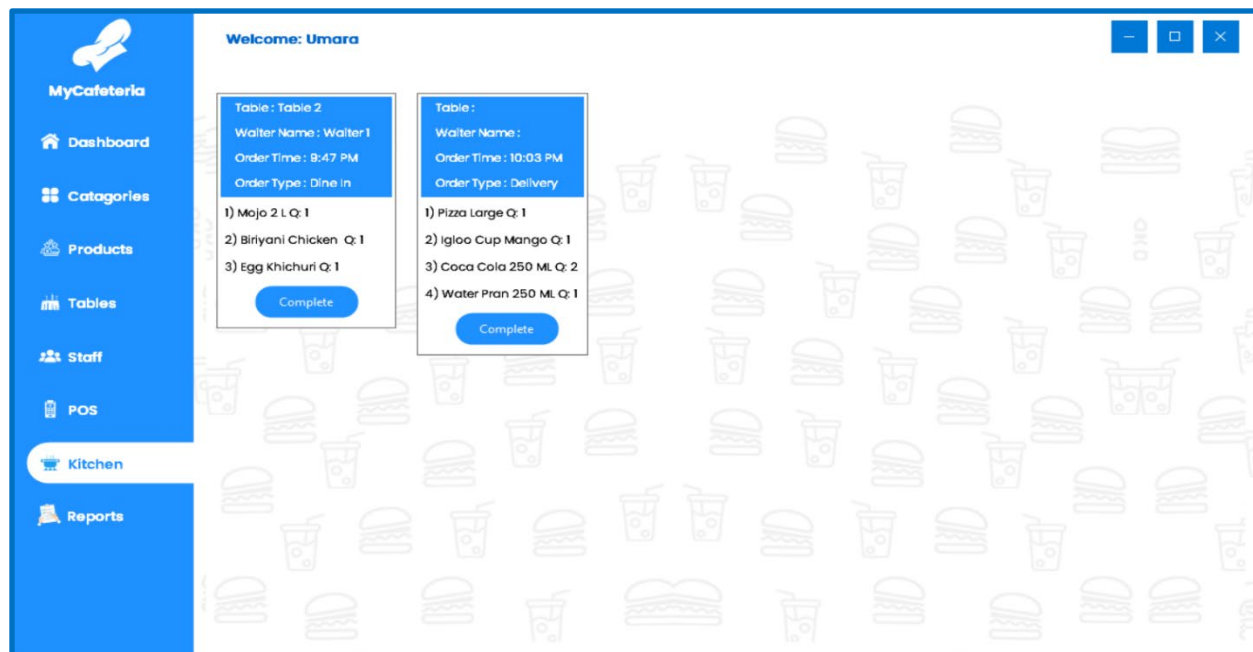 Welcome: Umara
MyCafeteria
Dashboard
Catagories
Products
Tables
Staff
POS
Kitchen
Reports
Table : Table 2
Waiter Name : Waiter 1
Order Time : 9:47 PM
Order Type : Dine In
1) Mojo 2 L Q: 1
2) Biriyani Chicken Q: 1
3) Egg Khichuri Q: 1
Complete
Table :
Waiter Name :
Order Time : 10:03 PM
Order Type : Delivery
1) Pizza Large Q: 1
2) Igloo Cup Mango Q: 1
3) Coca Cola 250 ML Q: 2
4) Water Pran 250 ML Q: 1
Complete